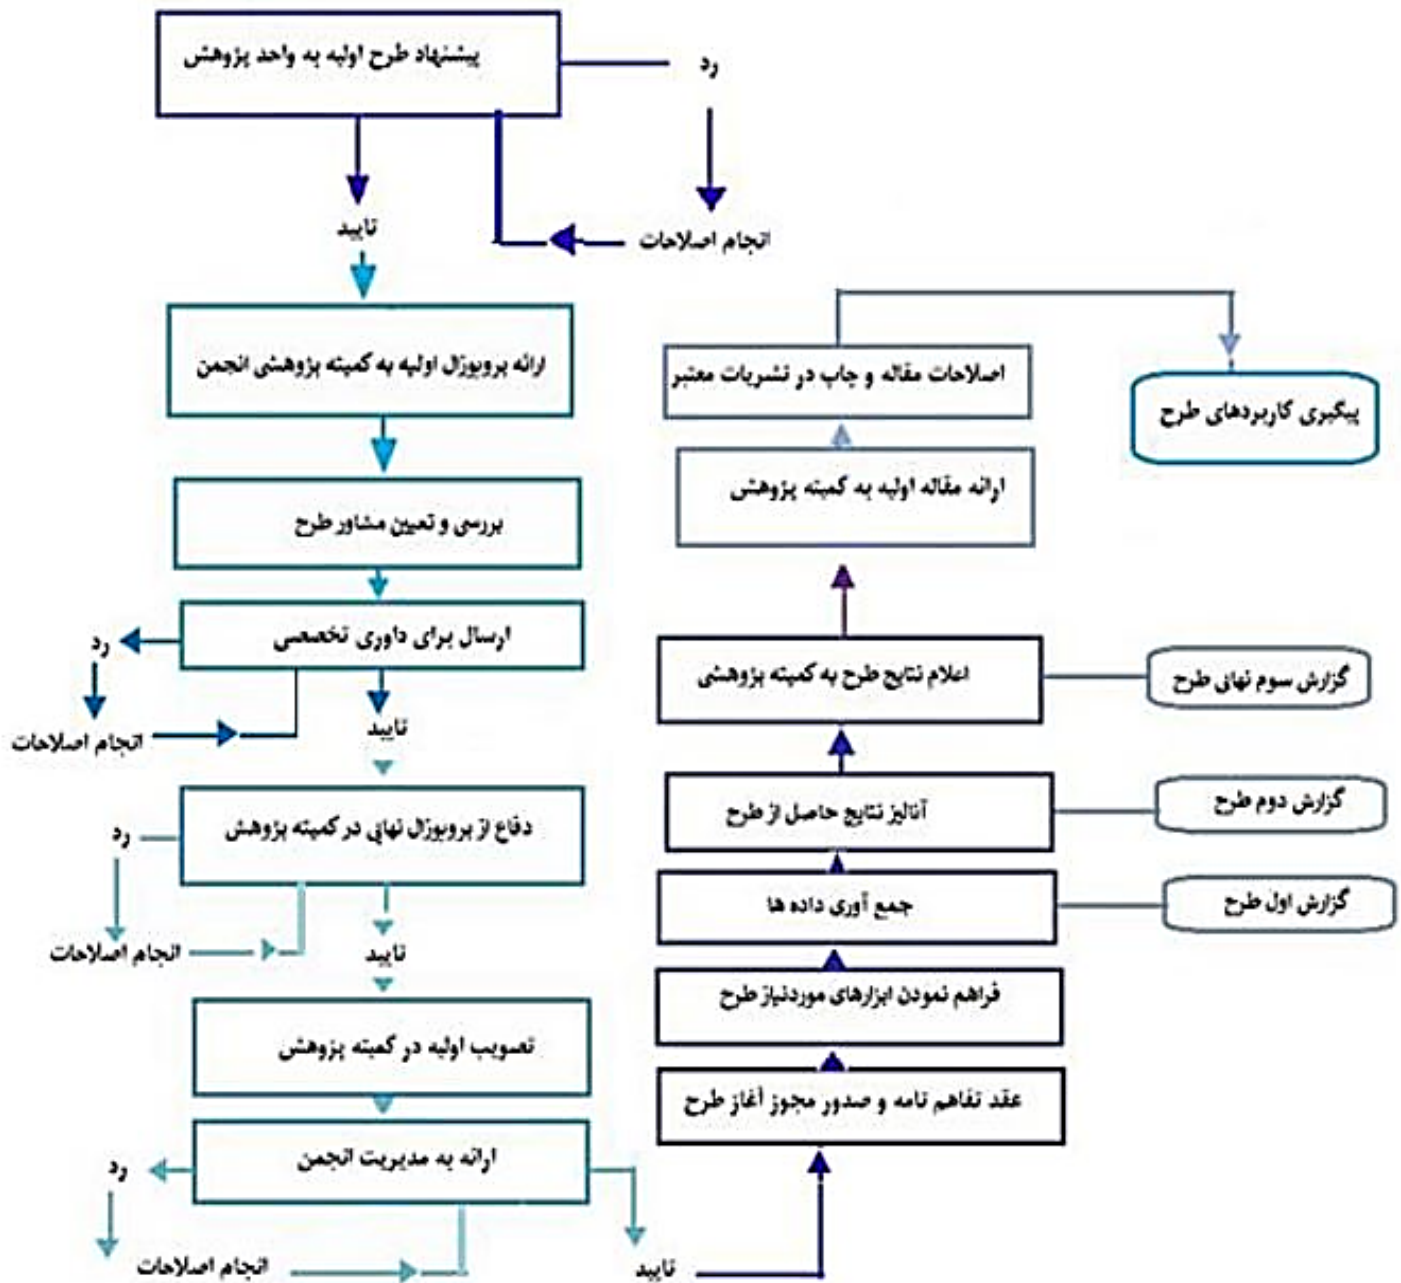 پیشنهاد طرح اولیه به واحد پژوهش
رد
انجام اصلاحات
تایید
ارائه پروپوزال اولیه به کمیته پژوهشی انجمن
بررسی و تعیین مشاور طرح
ارسال برای داوری تخصصی
رد
انجام اصلاحات
تایید
دفاع از پروپوزال نهایی در کمیته پژوهش
رد
انجام اصلاحات
تایید
تصویب اولیه در کمیته پژوهش
ارائه به مدیریت انجمن
رد
انجام اصلاحات
تایید
عقد تفاهم نامه و صدور مجوز آغاز طرح
فراهم نمودن ابزارهای موردنیاز طرح
جمع آوری داده ها
گزارش اول طرح
آنالیز نتایج حاصل از طرح
گزارش دوم طرح
اعلام نتایج طرح به کمیته پژوهشی
گزارش سوم نهائی طرح
ارائه مقاله اولیه به کمیته پژوهش
اصلاحات مقاله و چاپ در نشریات معتبر
پیگیری کاربردهای طرح